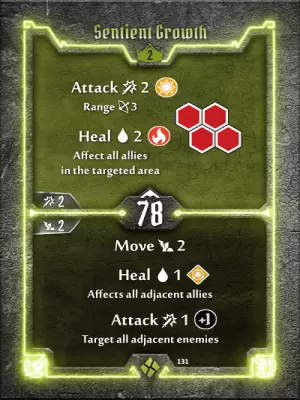 Sentient Growth
2
Attack 2
Range 3
Heal 2
Affect all allies
in the targeted area
2
78
2
Move 2
Heal 1
Affects all adjacent allies
Attack 1 +1
Target all adjacent enemies
131